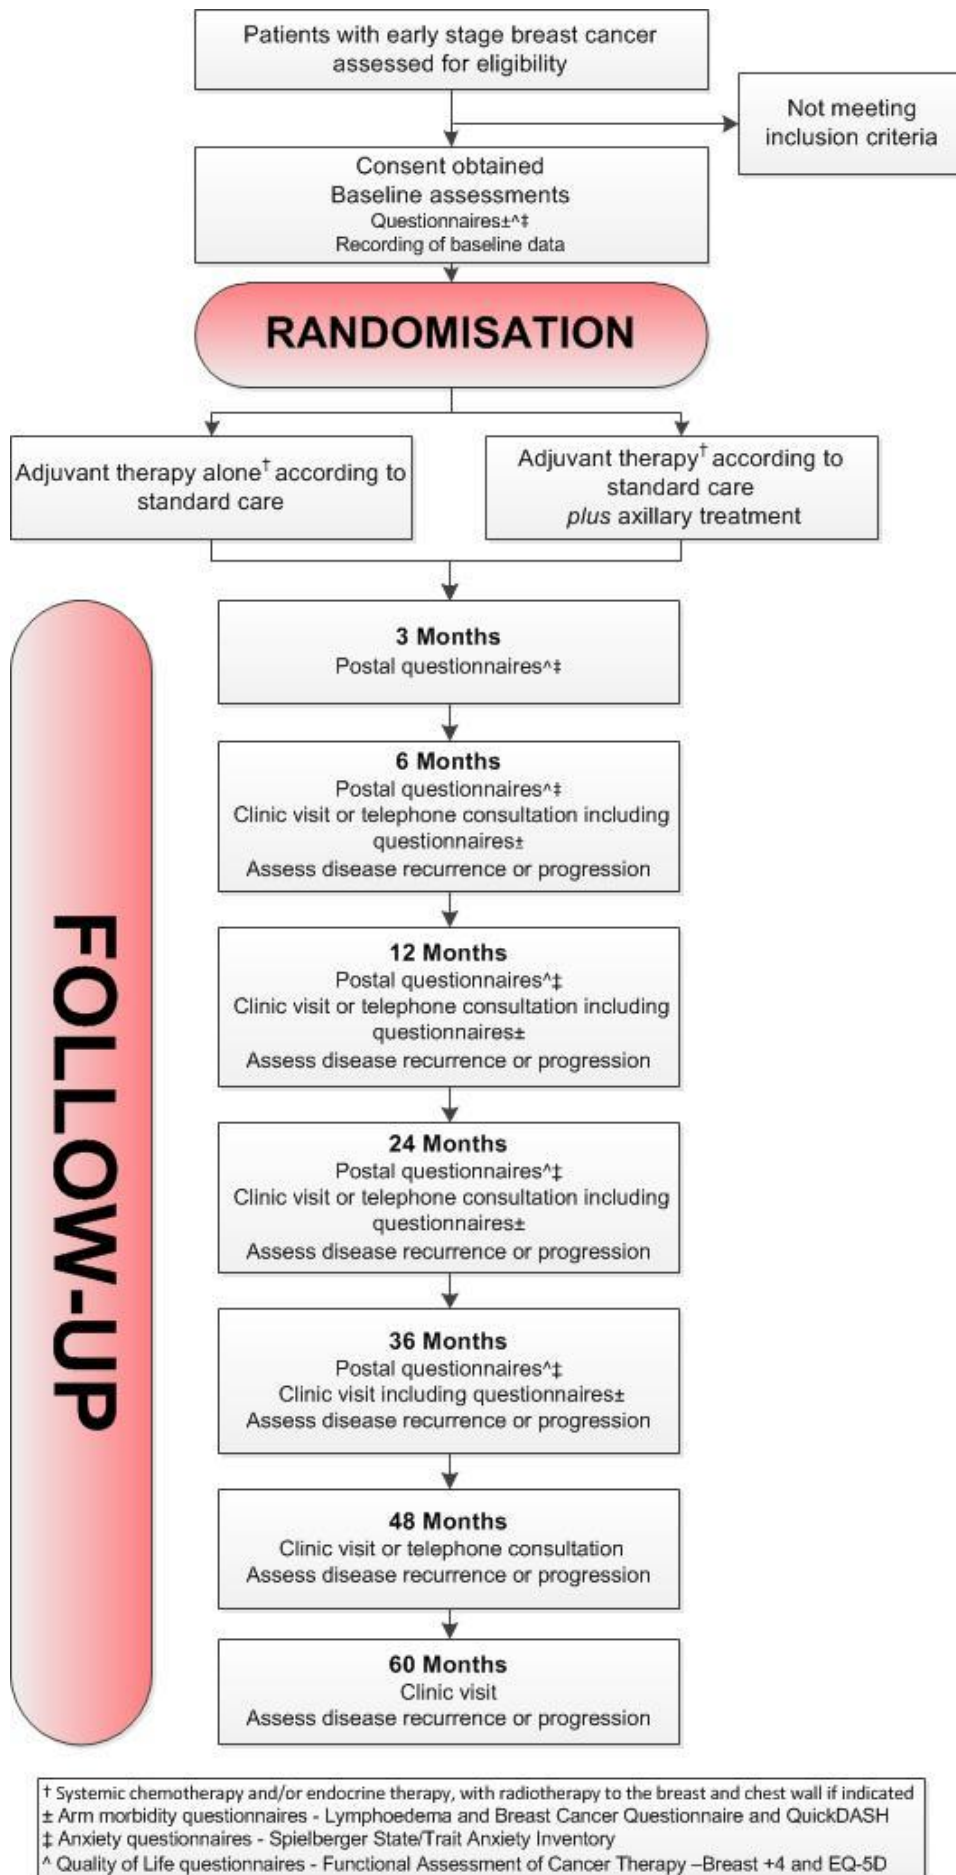 Patients with early stage breast cancer
assessed for eligibility
Not meeting
inclusion criteria
Consent obtained
Baseline assessments
Questionnaires±^‡
Recording of baseline data
RANDOMISATION
Adjuvant therapy alone† according to
standard care
Adjuvant therapy† according to
standard care
plus axillary treatment
FOLLOW-UP
3 Months
Postal questionnaires^‡
6 Months
Postal questionnaires^‡
Clinic visit or telephone consultation including
questionnaires±
Assess disease recurrence or progression
12 Months
Postal questionnaires^‡
Clinic visit or telephone consultation including
questionnaires±
Assess disease recurrence or progression
24 Months
Postal questionnaires^‡
Clinic visit or telephone consultation including
questionnaires±
Assess disease recurrence or progression
36 Months
Postal questionnaires^‡
Clinic visit including questionnaires±
Assess disease recurrence or progression
48 Months
Clinic visit or telephone consultation
Assess disease recurrence or progression
60 Months
Clinic visit
Assess disease recurrence or progression
† Systemic chemotherapy and/or endocrine therapy, with radiotherapy to the breast and chest wall if indicated
± Arm morbidity questionnaires - Lymphoedema and Breast Cancer Questionnaire and QuickDASH
‡ Anxiety questionnaires - Spielberger State/Trait Anxiety Inventory
^ Quality of Life questionnaires - Functional Assessment of Cancer Therapy –Breast +4 and EQ-5D